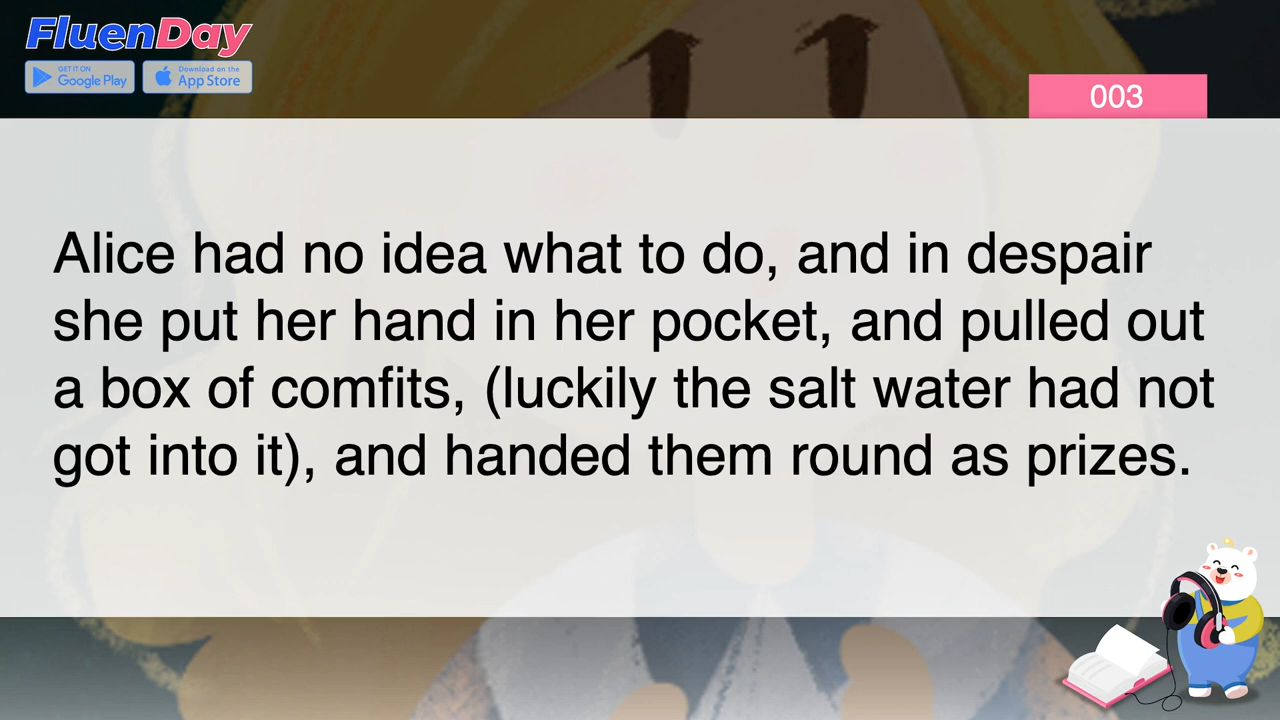 FluenDay
GET IT ON
Google Play
Download on the
App Store
003
Alice had no idea what to do, and in despair
she put her hand in her pocket, and pulled out
a box of comfits, (luckily the salt water had not
got into it), and handed them round as prizes.